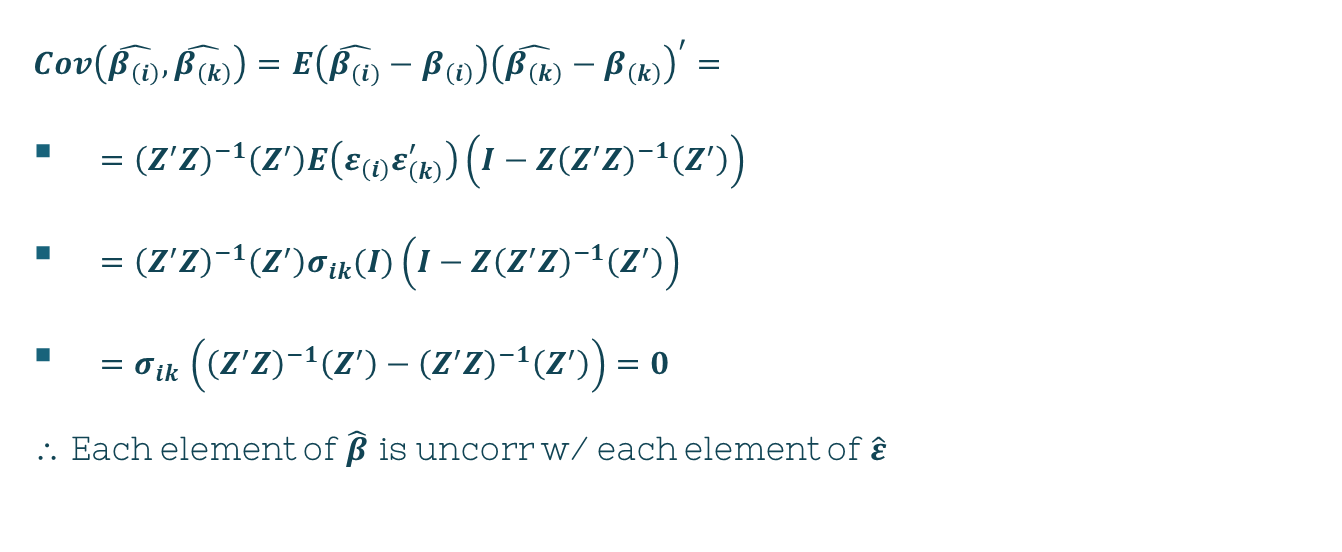 Cov(β̂₍ᵢ₎, β̂₍ₖ₎) = E(β̂₍ᵢ₎ − β₍ᵢ₎)(β̂₍ₖ₎ − β₍ₖ₎)′ =
▪ = (Z′Z)⁻¹(Z′)E(ε₍ᵢ₎ε′₍ₖ₎)(I − Z(Z′Z)⁻¹(Z′))
▪ = (Z′Z)⁻¹(Z′)σᵢₖ(I)(I − Z(Z′Z)⁻¹(Z′))
▪ = σᵢₖ((Z′Z)⁻¹(Z′) − (Z′Z)⁻¹(Z′)) = 0
∴ Each element of β̂ is uncorr w/ each element of ε̂